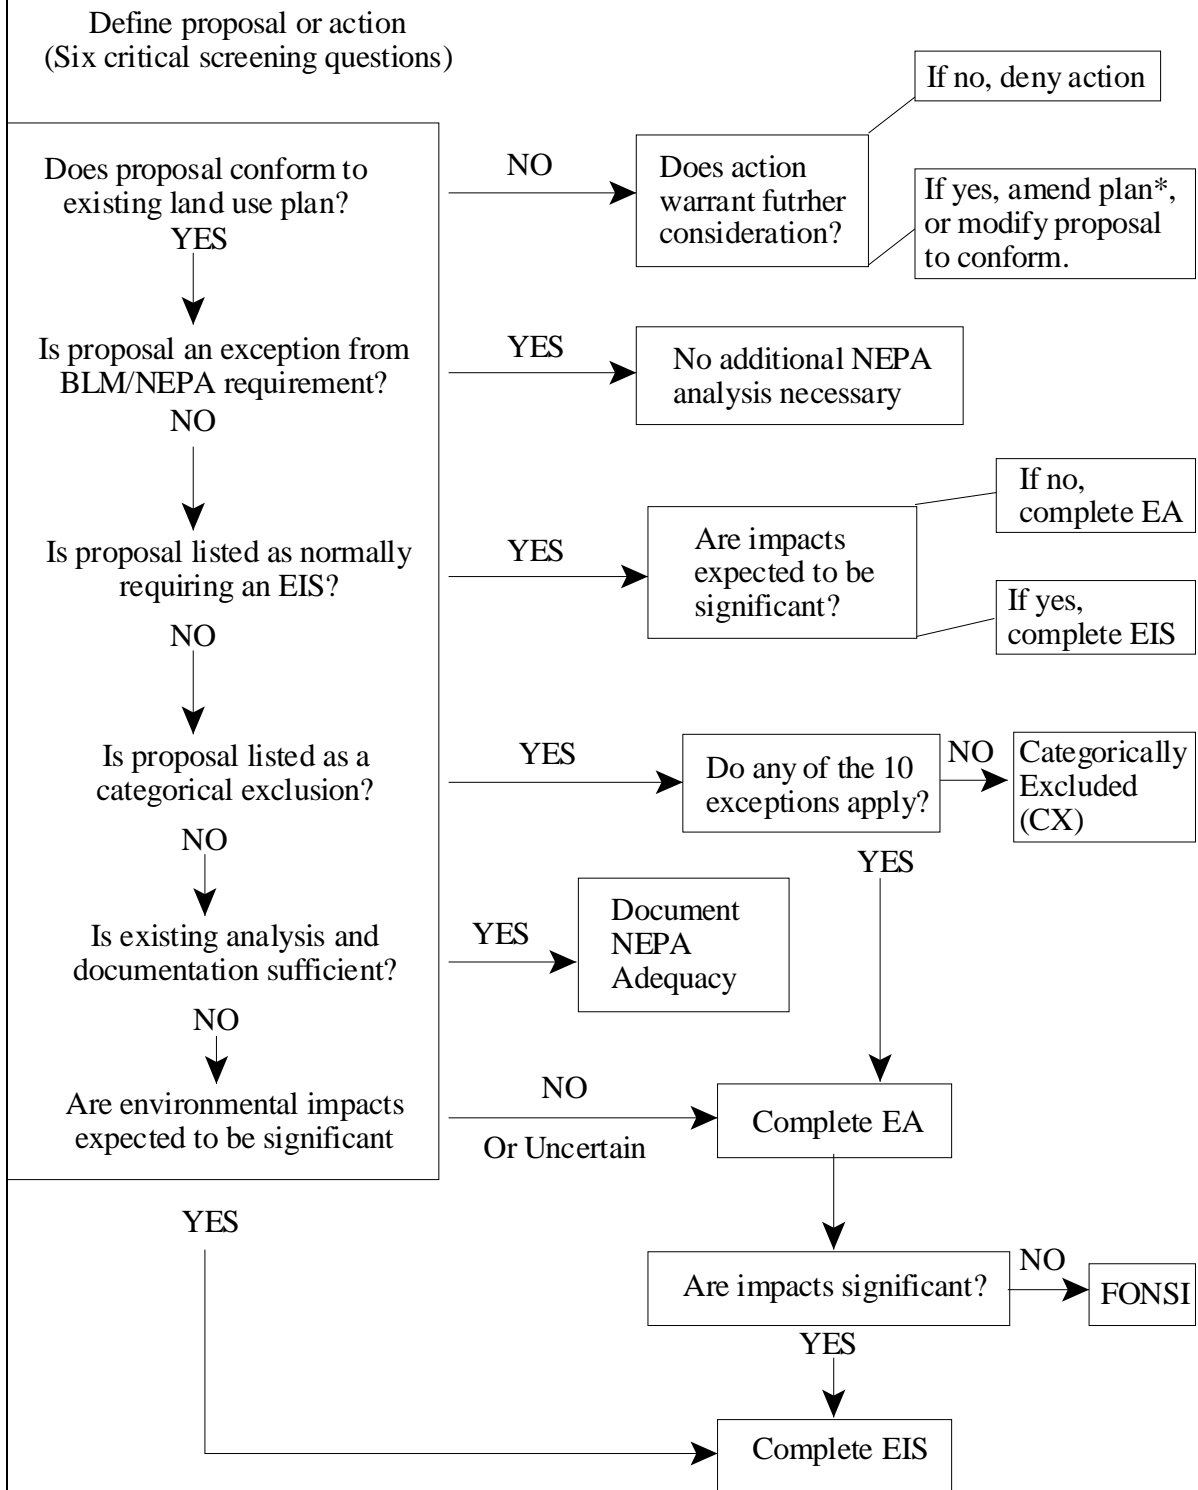 Define proposal or action
(Six critical screening questions)
If no, deny action
Does proposal conform to
existing land use plan?
YES
NO
Does action
warrant futrher
consideration?
If yes, amend plan*,
or modify proposal
to conform.
Is proposal an exception from
BLM/NEPA requirement?
NO
YES
No additional NEPA
analysis necessary
Is proposal listed as normally
requiring an EIS?
NO
YES
Are impacts
expected to be
significant?
If no,
complete EA
If yes,
complete EIS
Is proposal listed as a
categorical exclusion?
NO
YES
Do any of the 10
exceptions apply?
NO
Categorically
Excluded
(CX)
YES
Is existing analysis and
documentation sufficient?
NO
YES
Document
NEPA
Adequacy
Are environmental impacts
expected to be significant
NO
Or Uncertain
Complete EA
YES
Are impacts significant?
NO
FONSI
YES
Complete EIS